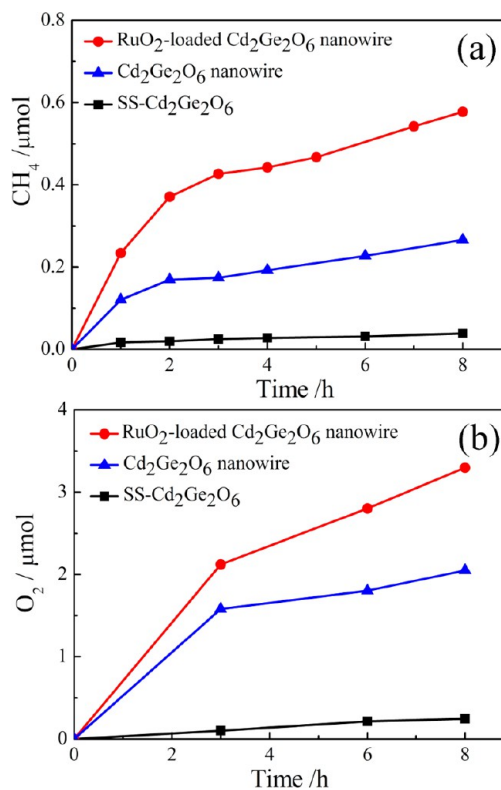 RuO₂-loaded Cd₂Ge₂O₆ nanowire
(a)
Cd₂Ge₂O₆ nanowire
SS-Cd₂Ge₂O₆
CH₄ /μmol
0.8
0.6
0.4
0.2
0.0
0 2 4 6 8
Time /h
RuO₂-loaded Cd₂Ge₂O₆ nanowire
(b)
Cd₂Ge₂O₆ nanowire
SS-Cd₂Ge₂O₆
O₂ / μmol
4
3
2
1
0
0 2 4 6 8
Time /h